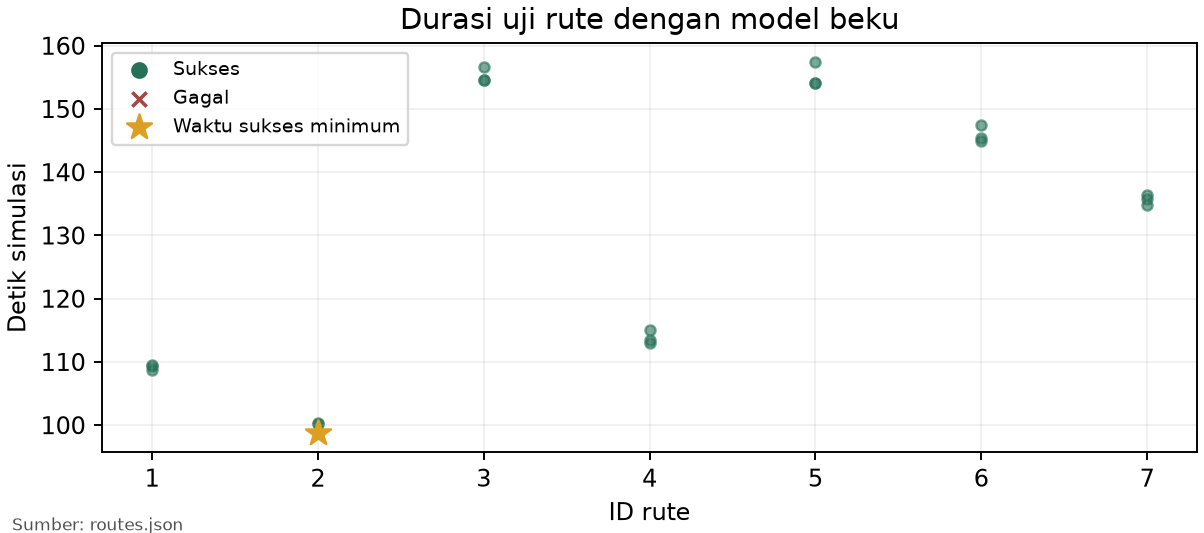 Durasi uji rute dengan model beku
Sukses
Gagal
Waktu sukses minimum
Detik simulasi
160
150
140
130
120
110
100
1 2 3 4 5 6 7
ID rute
Sumber: routes.json